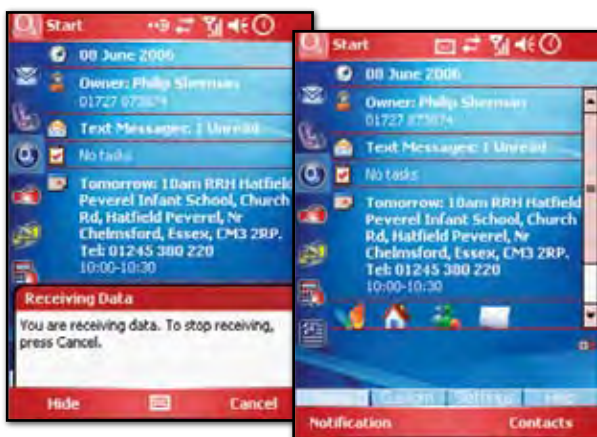 Start
08 June 2006
Owner: Philip Sherman
Text Messages: 1 Unread
No tasks
Tomorrow: 10am RRH Hatfield
Peverel Infant School, Church
Rd, Hatfield Peverel, Nr
Chelmsford, Essex, CM3 2RP.
Tel: 01245 380 220
10:00-10:30
Receiving Data
You are receiving data. To stop receiving,
press Cancel.
Hide Cancel
Start
08 June 2006
Owner: Philip Sherman
Text Messages: 1 Unread
No tasks
Tomorrow: 10am RRH Hatfield
Peverel Infant School, Church
Rd, Hatfield Peverel, Nr
Chelmsford, Essex, CM3 2RP.
Tel: 01245 380 220
10:00-10:30
Settings Help
Notification Contacts